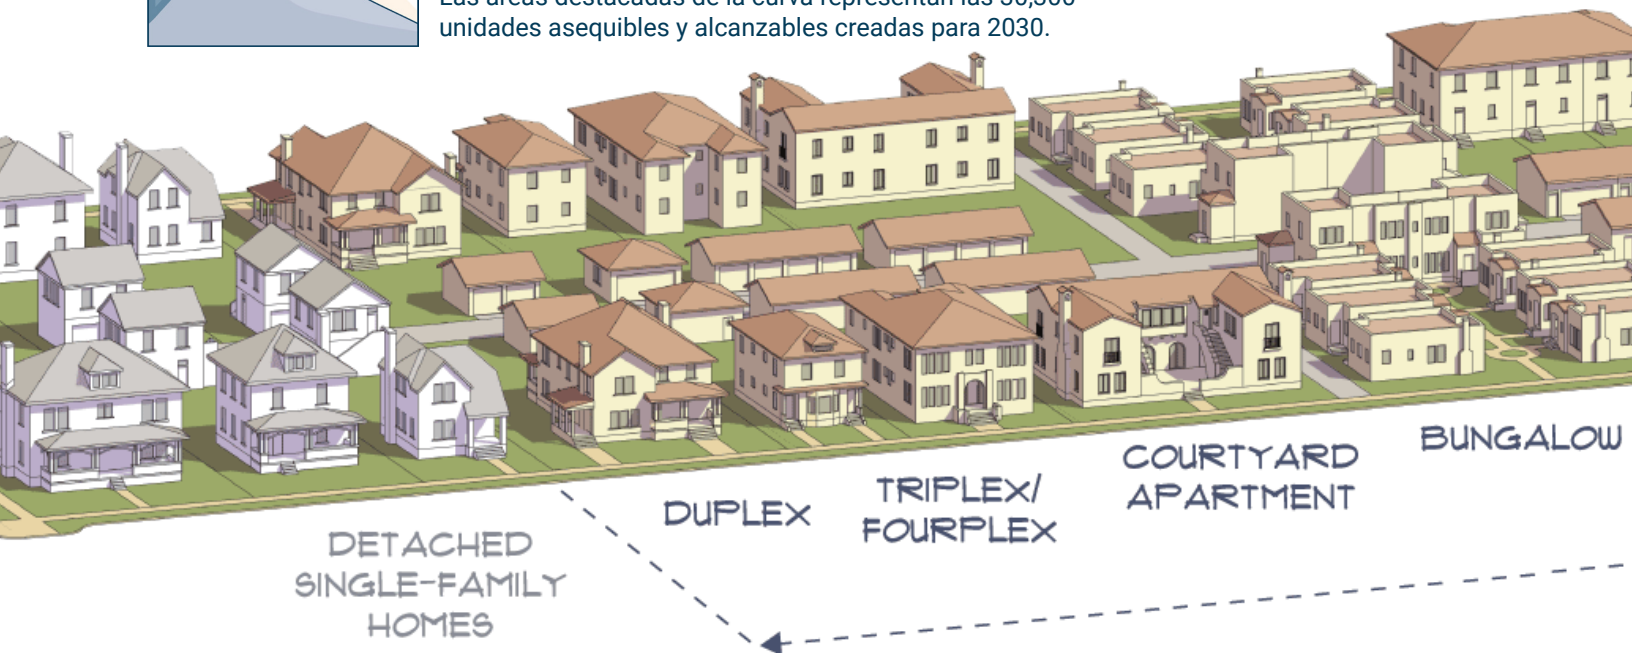 unidades asequibles y alcanzables creadas para 2030.
BUNGALOW
COURTYARD
APARTMENT
TRIPLEX/
FOURPLEX
DUPLEX
DETACHED
SINGLE-FAMILY
HOMES